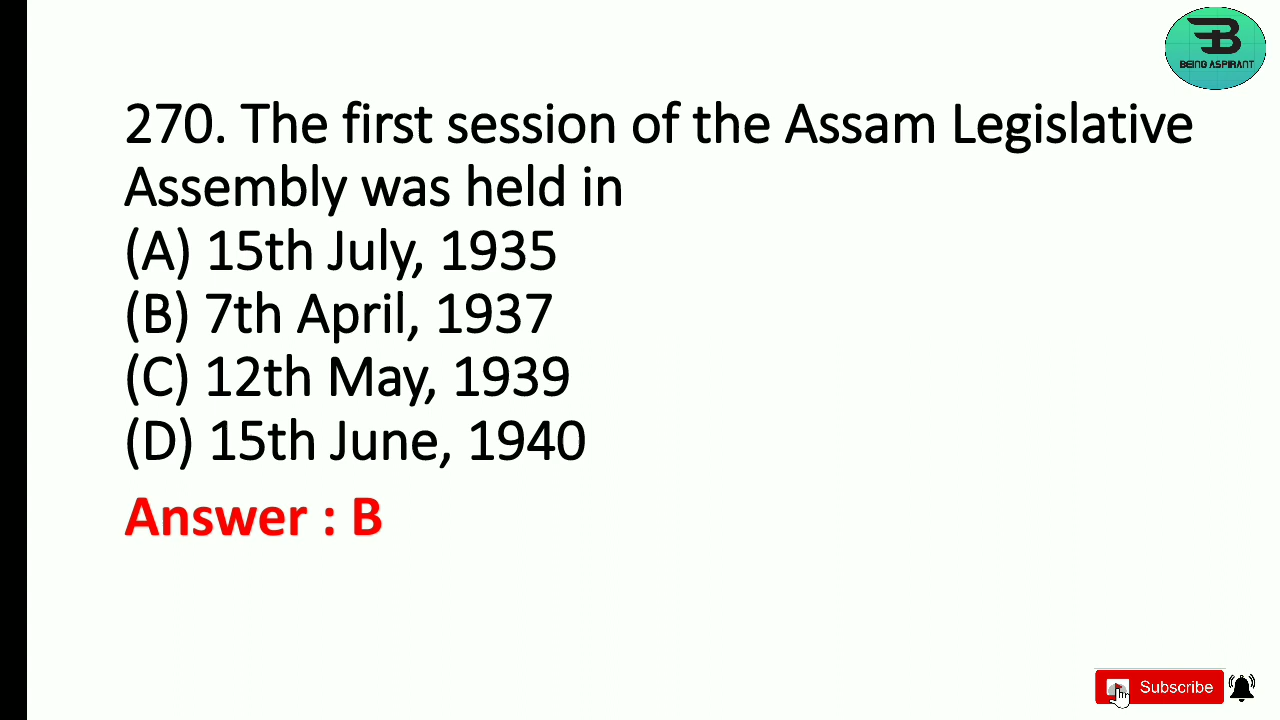 BEING ASPIRANT
270. The first session of the Assam Legislative
Assembly was held in
(A) 15th July, 1935
(B) 7th April, 1937
(C) 12th May, 1939
(D) 15th June, 1940
Answer : B
Subscribe